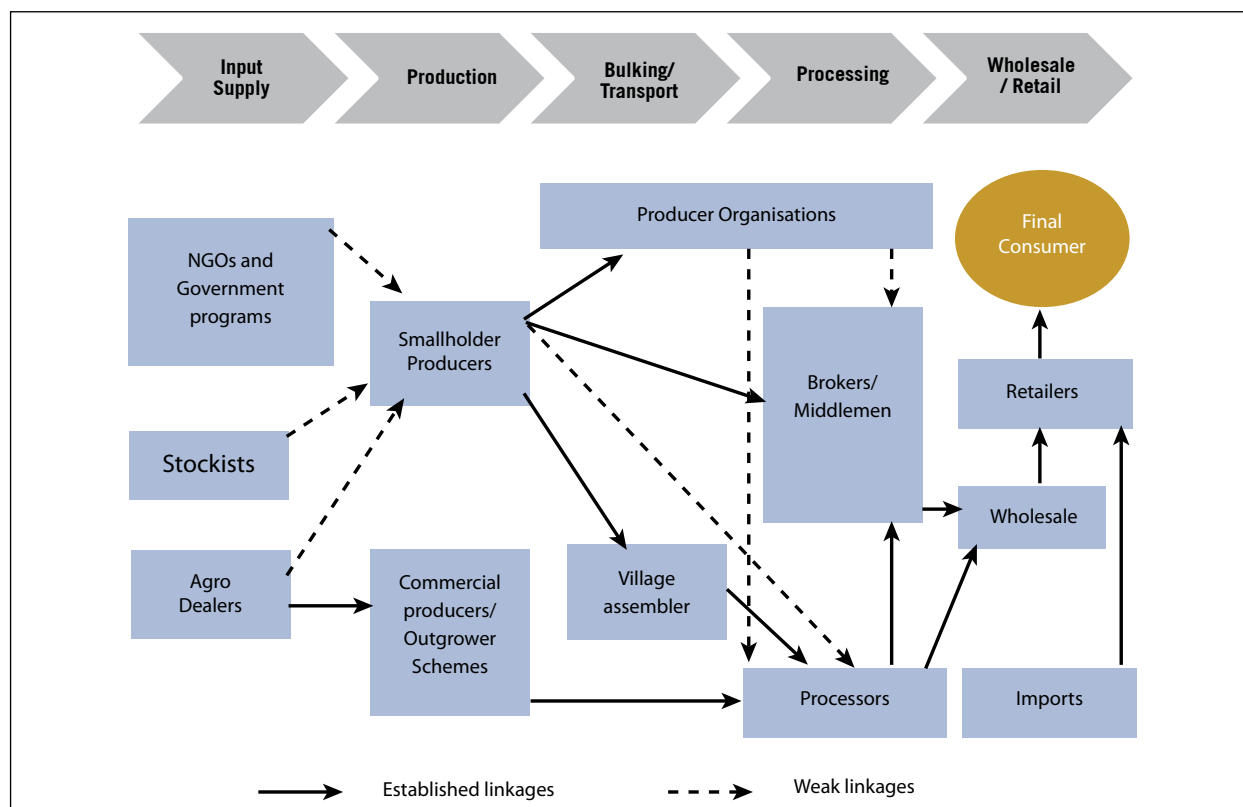 Input
Supply
Production
Bulking/
Transport
Processing
Wholesale
/ Retail
Producer Organisations
Final
Consumer
NGOs and
Government
programs
Smallholder
Producers
Brokers/
Middlemen
Retailers
Stockists
Wholesale
Agro
Dealers
Commercial
producers/
Outgrower
Schemes
Village
assembler
Processors
Imports
Established linkages
Weak linkages